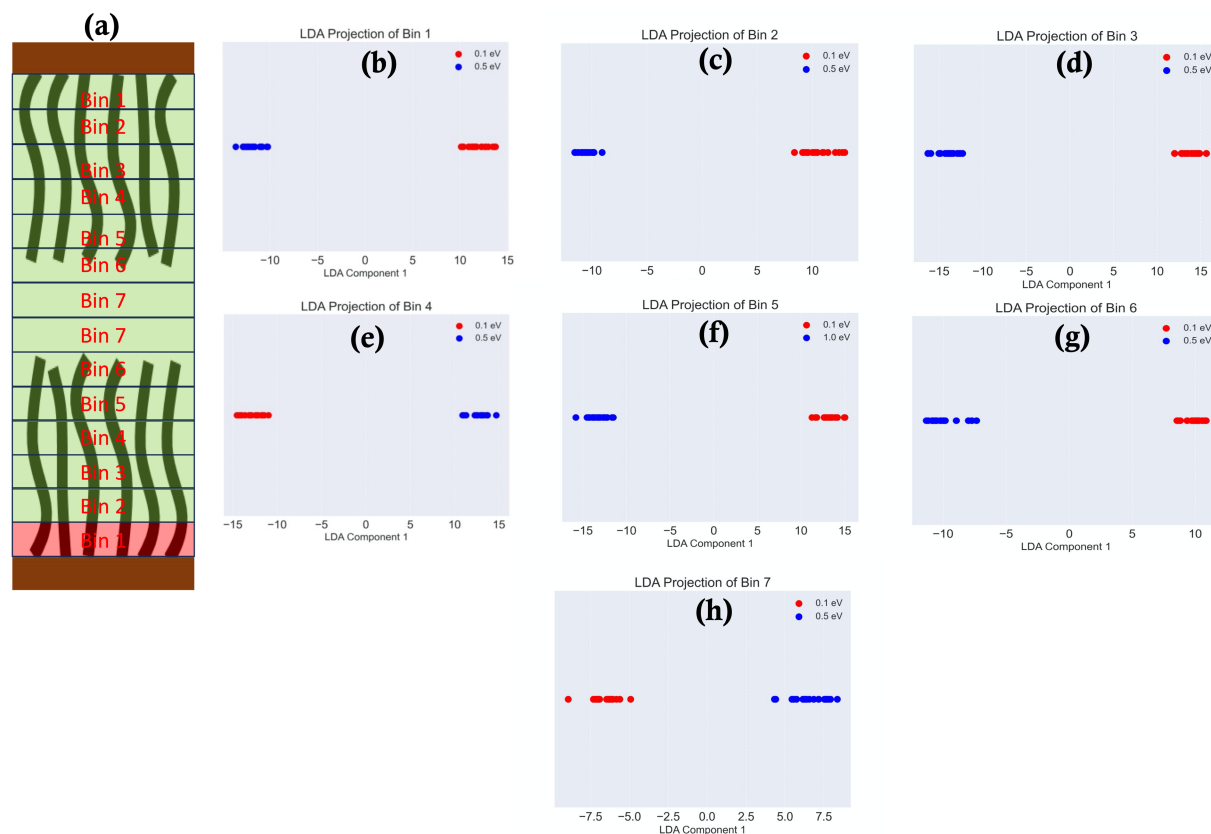 (a)
Bin 1
Bin 2
Bin 3
Bin 4
Bin 5
Bin 6
Bin 7
Bin 7
Bin 6
Bin 5
Bin 4
Bin 3
Bin 2
Bin 1
LDA Projection of Bin 1
(b)
0.1 eV
0.5 eV
−10 −5 0 5 10 15
LDA Component 1
LDA Projection of Bin 2
(c)
0.1 eV
0.5 eV
−10 −5 0 5 10
LDA Component 1
LDA Projection of Bin 3
(d)
0.1 eV
0.5 eV
−15 −10 −5 0 5 10 15
LDA Component 1
LDA Projection of Bin 4
(e)
0.1 eV
0.5 eV
−15 −10 −5 0 5 10 15
LDA Component 1
LDA Projection of Bin 5
(f)
0.1 eV
1.0 eV
−15 −10 −5 0 5 10 15
LDA Component 1
LDA Projection of Bin 6
(g)
0.1 eV
0.5 eV
−10 −5 0 5 10
LDA Component 1
LDA Projection of Bin 7
(h)
0.1 eV
0.5 eV
−7.5 −5.0 −2.5 0.0 2.5 5.0 7.5
LDA Component 1